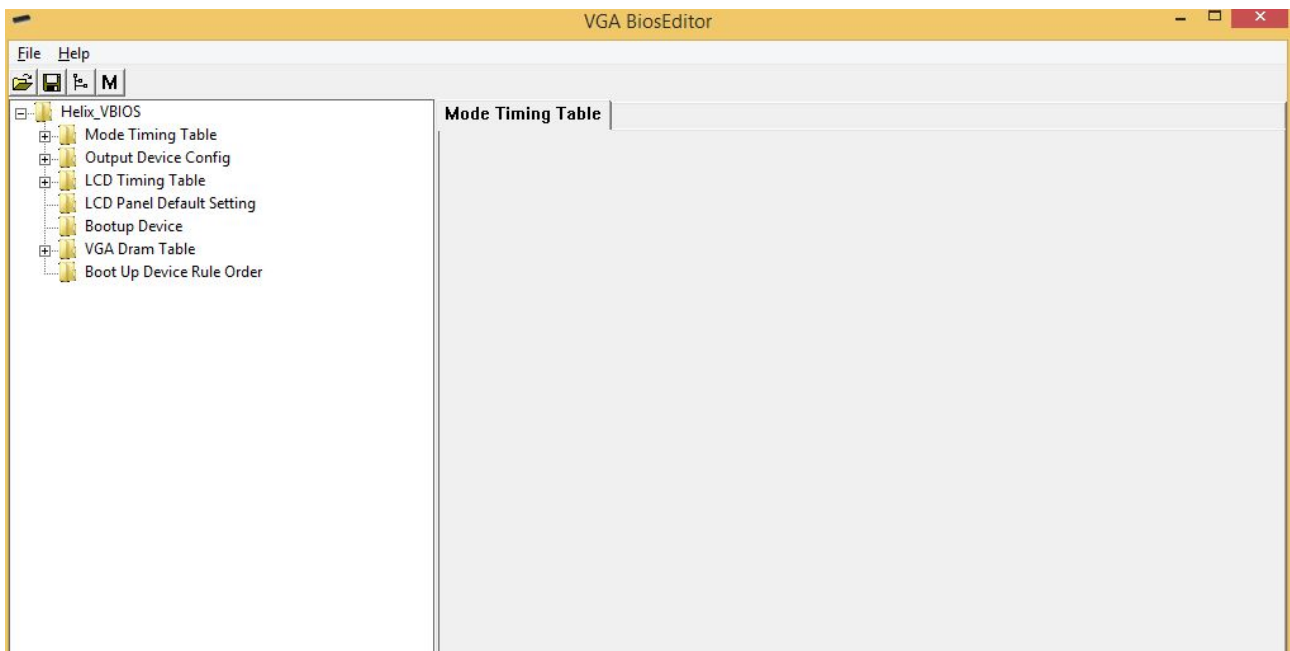 VGA BiosEditor
File Help
M
Helix_VBIOS
Mode Timing Table
Output Device Config
LCD Timing Table
LCD Panel Default Setting
Bootup Device
VGA Dram Table
Boot Up Device Rule Order
Mode Timing Table